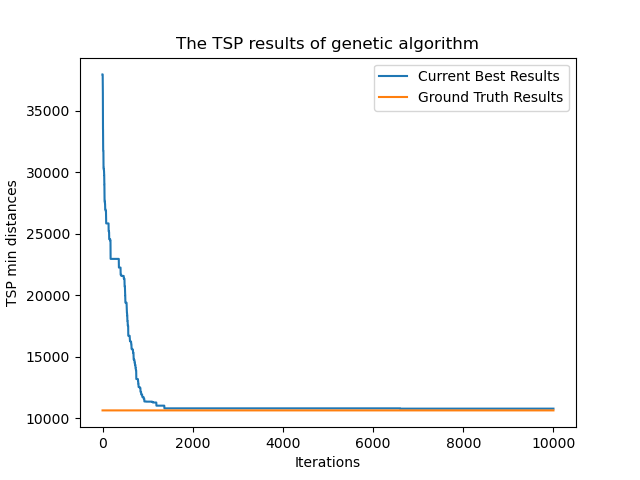 The TSP results of genetic algorithm
Current Best Results
Ground Truth Results
TSP min distances
35000
30000
25000
20000
15000
10000
0 2000 4000 6000 8000 10000
Iterations